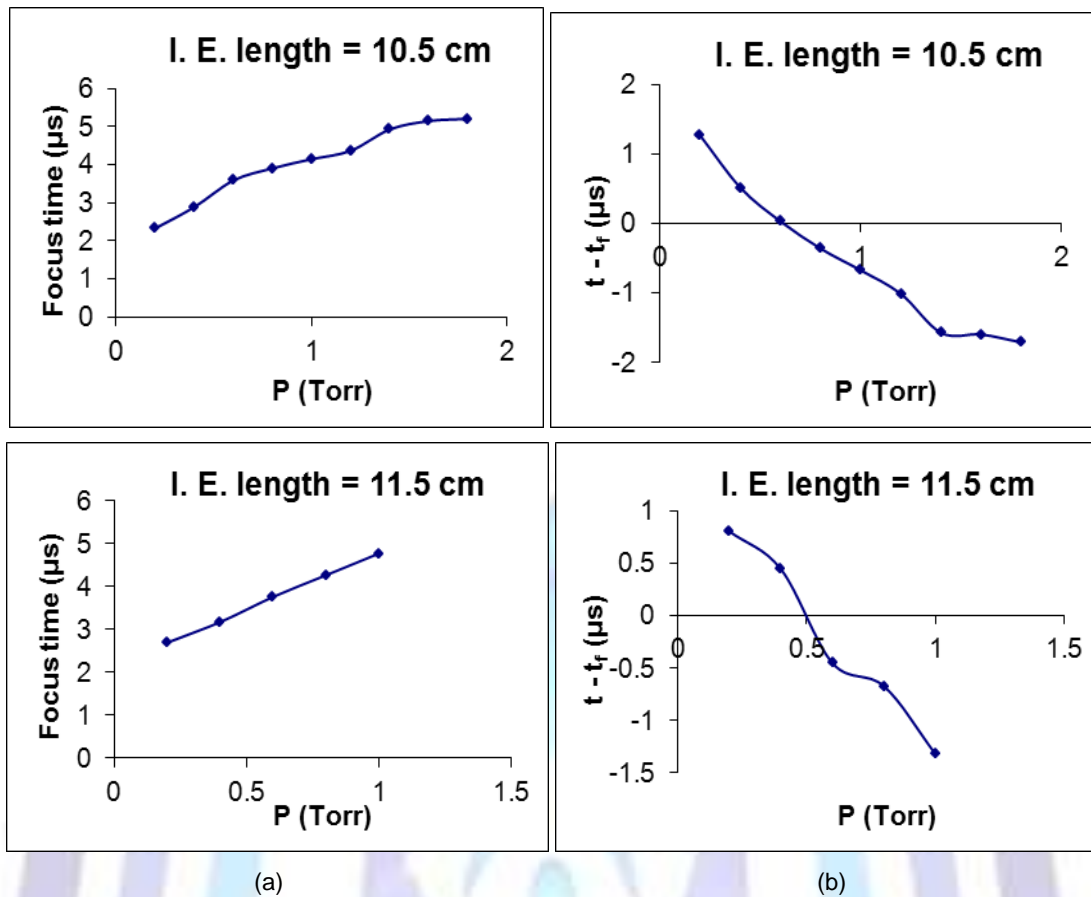 I. E. length = 10.5 cm
Focus time (µs)
6
5
4
3
2
1
0
0 1 2
P (Torr)
I. E. length = 10.5 cm
t - t_f (µs)
2
1
0
-1
-2
0 1 2
P (Torr)
I. E. length = 11.5 cm
Focus time (µs)
6
5
4
3
2
1
0
0 0.5 1 1.5
P (Torr)
I. E. length = 11.5 cm
t - t_f (µs)
1
0.5
0
-0.5
-1
-1.5
0 0.5 1 1.5
P (Torr)
(a) (b)